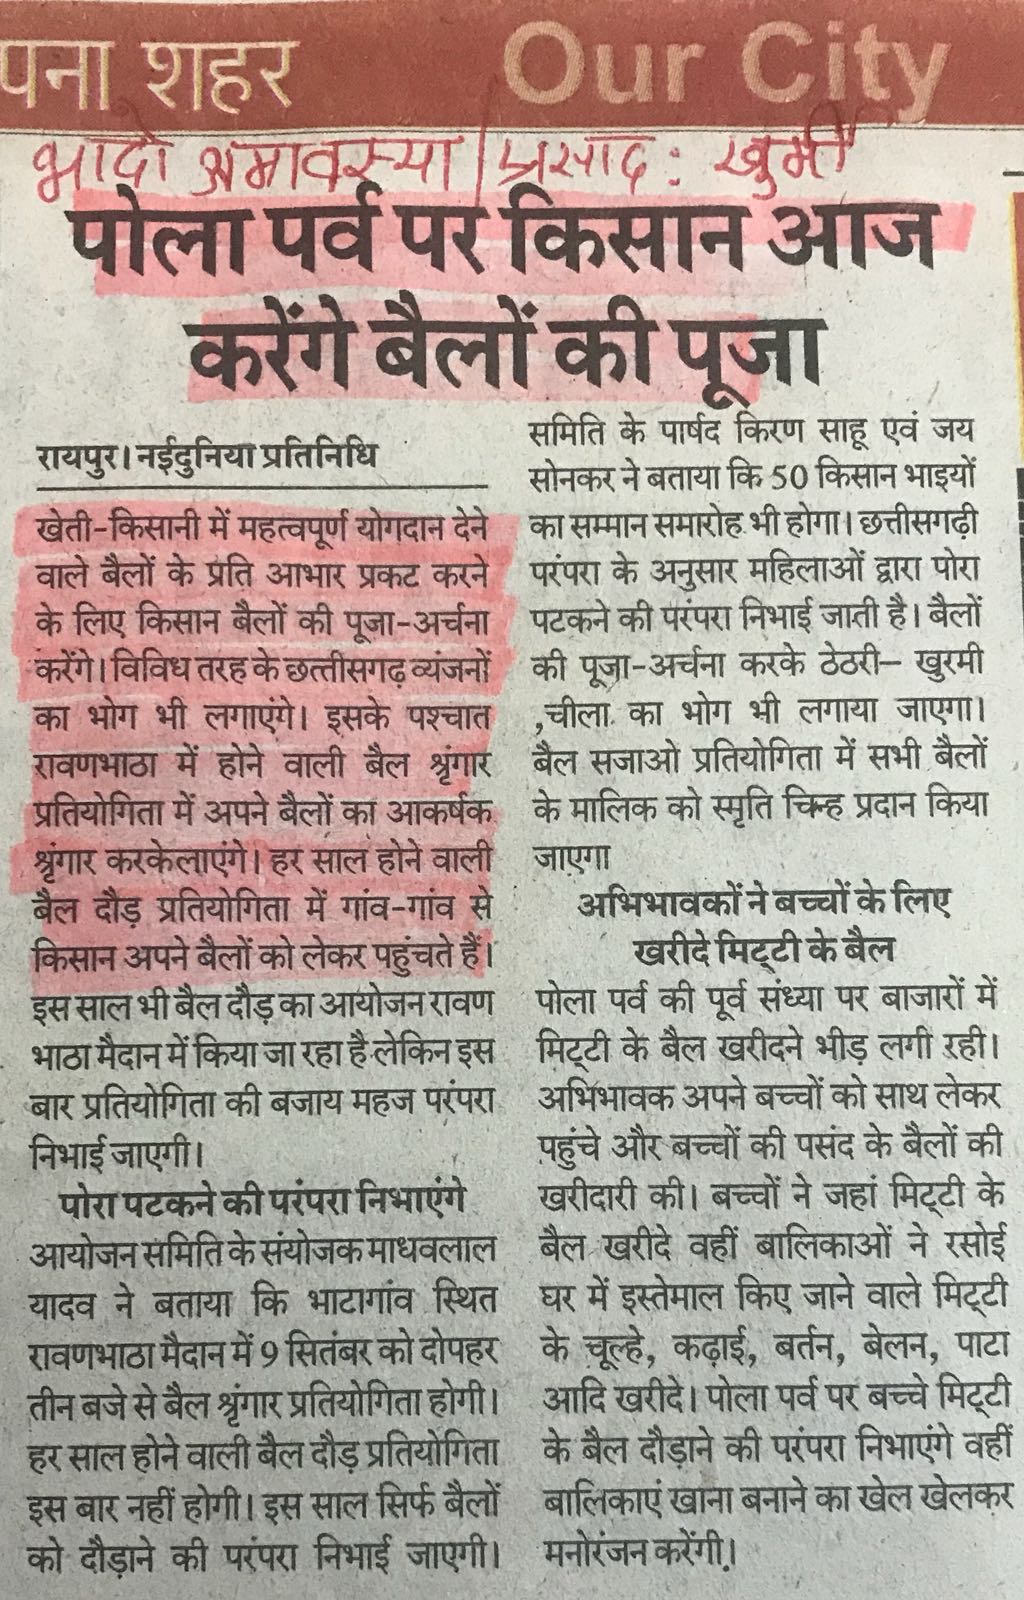 पना शहर
Our City
भादो अमावस्या / प्रसाद : खुर्मी
पोला पर्व पर किसान आज
करेंगे बैलों की पूजा
रायपुर। नईदुनिया प्रतिनिधि
खेती-किसानी में महत्वपूर्ण योगदान देने
वाले बैलों के प्रति आभार प्रकट करने
के लिए किसान बैलों की पूजा-अर्चना
करेंगे। विविध तरह के छत्तीसगढ़ व्यंजनों
का भोग भी लगाएंगे। इसके पश्चात
रावणभाठा में होने वाली बैल श्रृंगार
प्रतियोगिता में अपने बैलों का आकर्षक
श्रृंगार करकेलाएंगे। हर साल होने वाली
बैल दौड़ प्रतियोगिता में गांव-गांव से
किसान अपने बैलों को लेकर पहुंचते हैं।
इस साल भी बैल दौड़ का आयोजन रावण
भाठा मैदान में किया जा रहा है लेकिन इस
बार प्रतियोगिता की बजाय महज परंपरा
निभाई जाएगी।
पोरा पटकने की परंपरा निभाएंगे
आयोजन समिति के संयोजक माधवलाल
यादव ने बताया कि भाटागांव स्थित
रावणभाठा मैदान में 9 सितंबर को दोपहर
तीन बजे से बैल श्रृंगार प्रतियोगिता होगी।
हर साल होने वाली बैल दौड़ प्रतियोगिता
इस बार नहीं होगी। इस साल सिर्फ बैलों
को दौड़ाने की परंपरा निभाई जाएगी।
समिति के पार्षद किरण साहू एवं जय
सोनकर ने बताया कि 50 किसान भाइयों
का सम्मान समारोह भी होगा। छत्तीसगढ़ी
परंपरा के अनुसार महिलाओं द्वारा पोरा
पटकने की परंपरा निभाई जाती है। बैलों
की पूजा-अर्चना करके ठेठरी– खुरमी
,चीला का भोग भी लगाया जाएगा।
बैल सजाओ प्रतियोगिता में सभी बैलों
के मालिक को स्मृति चिन्ह प्रदान किया
जाएगा
अभिभावकों ने बच्चों के लिए
खरीदे मिट्टी के बैल
पोला पर्व की पूर्व संध्या पर बाजारों में
मिट्टी के बैल खरीदने भीड़ लगी रही।
अभिभावक अपने बच्चों को साथ लेकर
पहुंचे और बच्चों की पसंद के बैलों की
खरीदारी की। बच्चों ने जहां मिट्टी के
बैल खरीदे वहीं बालिकाओं ने रसोई
घर में इस्तेमाल किए जाने वाले मिट्टी
के चूल्हे, कढ़ाई, बर्तन, बेलन, पाटा
आदि खरीदे। पोला पर्व पर बच्चे मिट्टी
के बैल दौड़ाने की परंपरा निभाएंगे वहीं
बालिकाएं खाना बनाने का खेल खेलकर
मनोरंजन करेंगी।